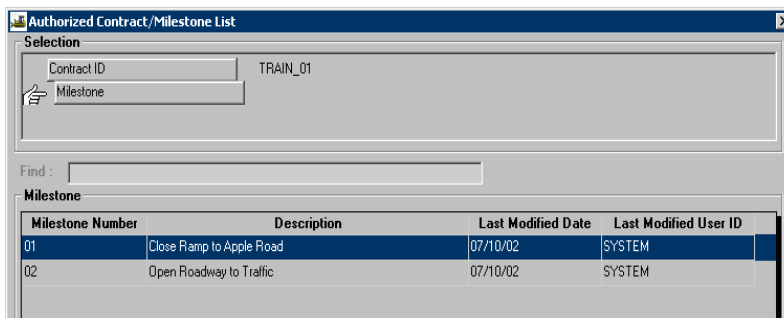 Authorized Contract/Milestone List
Selection
Contract ID TRAIN_01
Milestone
Find :
Milestone
Milestone Number Description Last Modified Date Last Modified User ID
01 Close Ramp to Apple Road 07/10/02 SYSTEM
02 Open Roadway to Traffic 07/10/02 SYSTEM